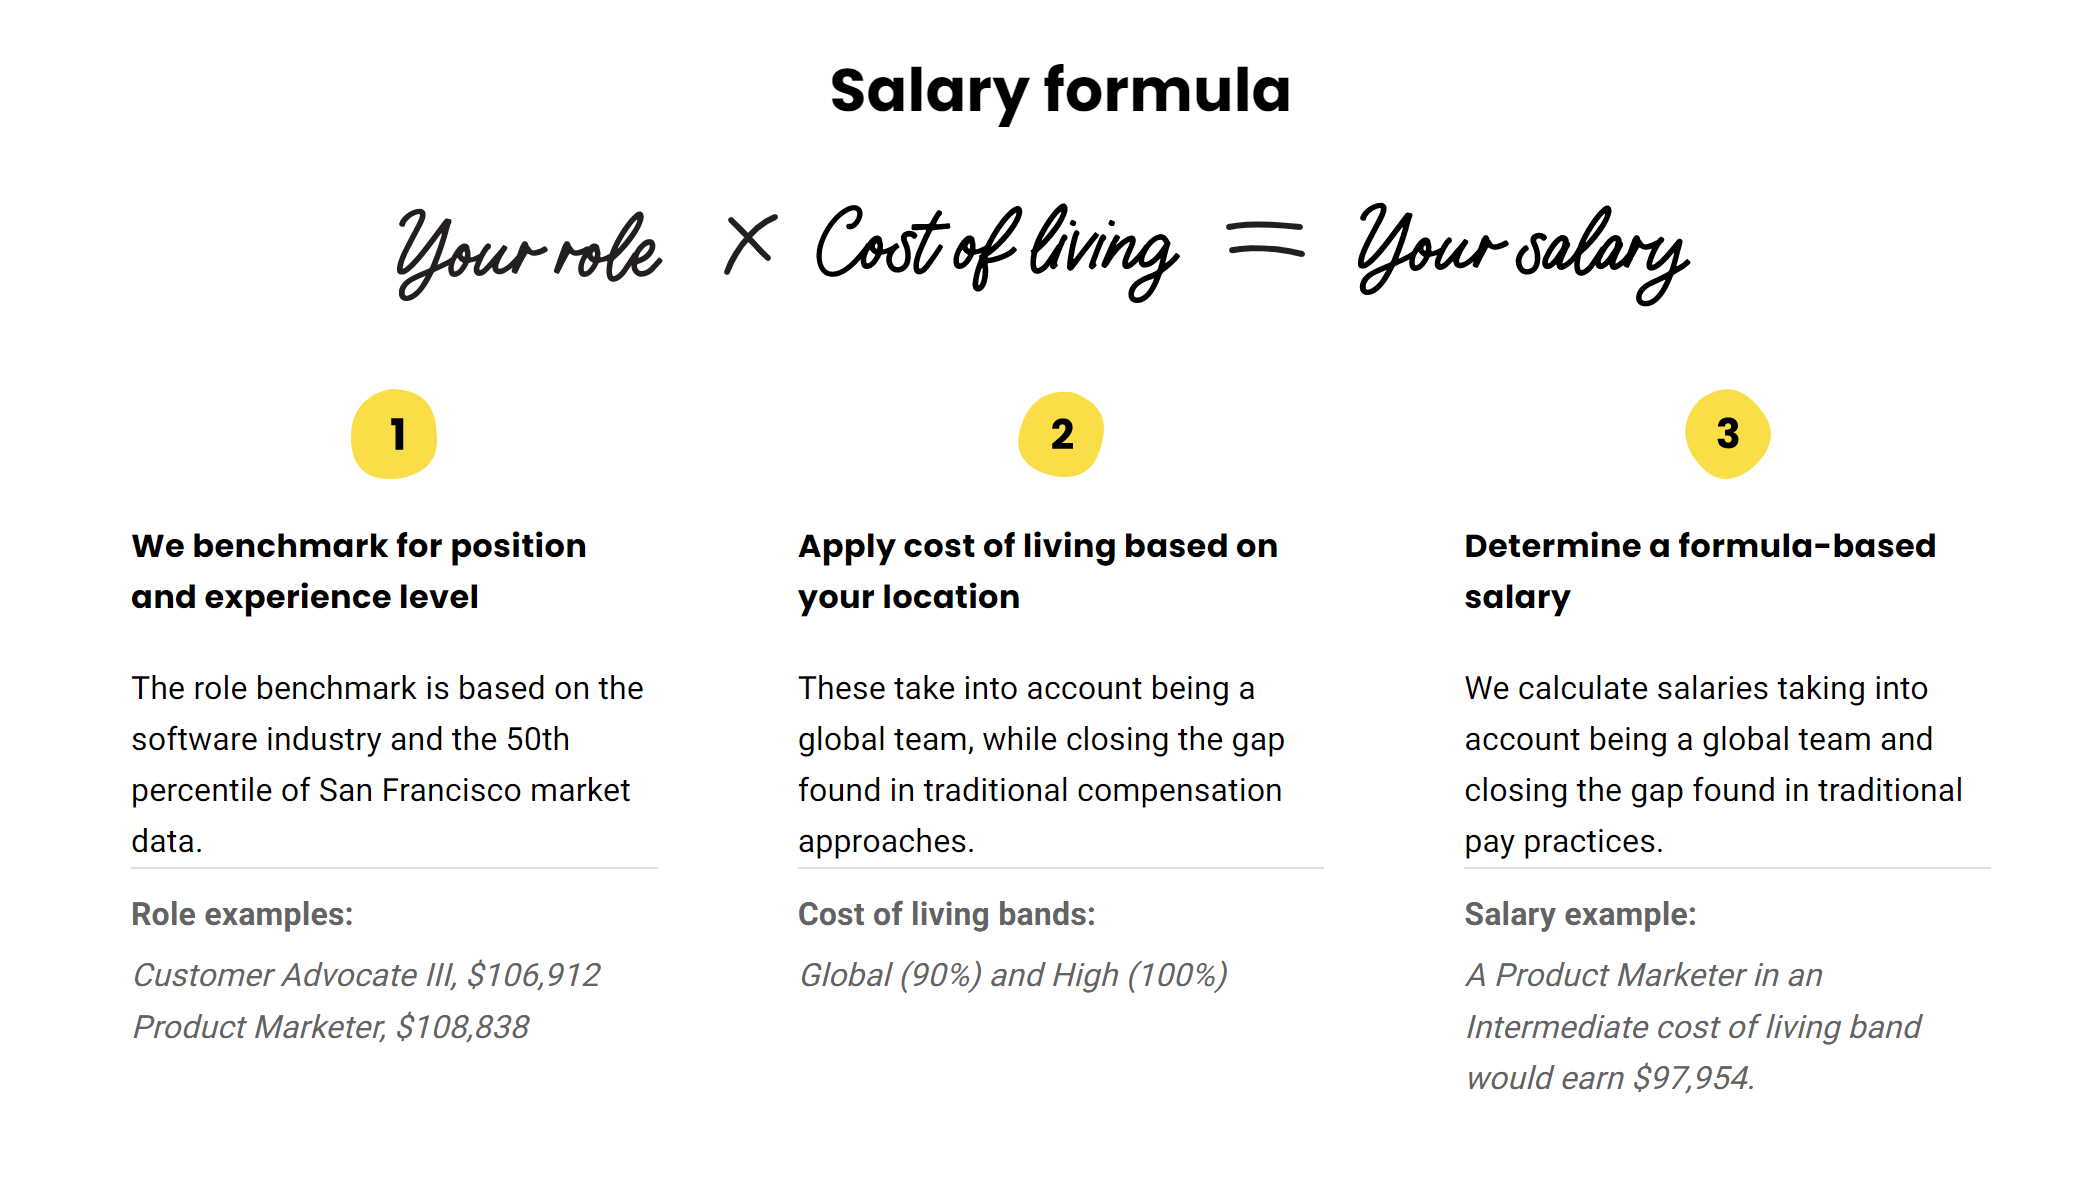 Salary formula
Your role × Cost of living = Your salary
1
We benchmark for position
and experience level
The role benchmark is based on the
software industry and the 50th
percentile of San Francisco market
data.
Role examples:
Customer Advocate III, $106,912
Product Marketer, $108,838
2
Apply cost of living based on
your location
These take into account being a
global team, while closing the gap
found in traditional compensation
approaches.
Cost of living bands:
Global (90%) and High (100%)
3
Determine a formula-based
salary
We calculate salaries taking into
account being a global team and
closing the gap found in traditional
pay practices.
Salary example:
A Product Marketer in an
Intermediate cost of living band
would earn $97,954.